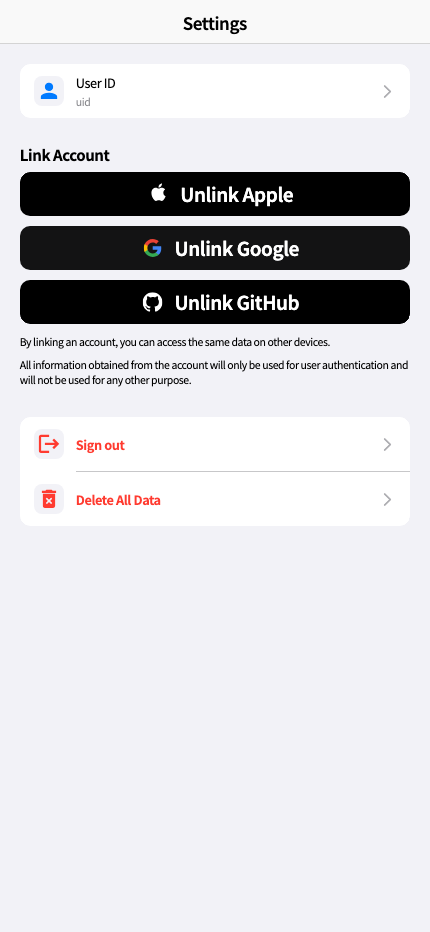 Settings
User ID
uid
Link Account
Unlink Apple
Unlink Google
Unlink GitHub
By linking an account, you can access the same data on other devices.
All information obtained from the account will only be used for user authentication and
will not be used for any other purpose.
Sign out
Delete All Data